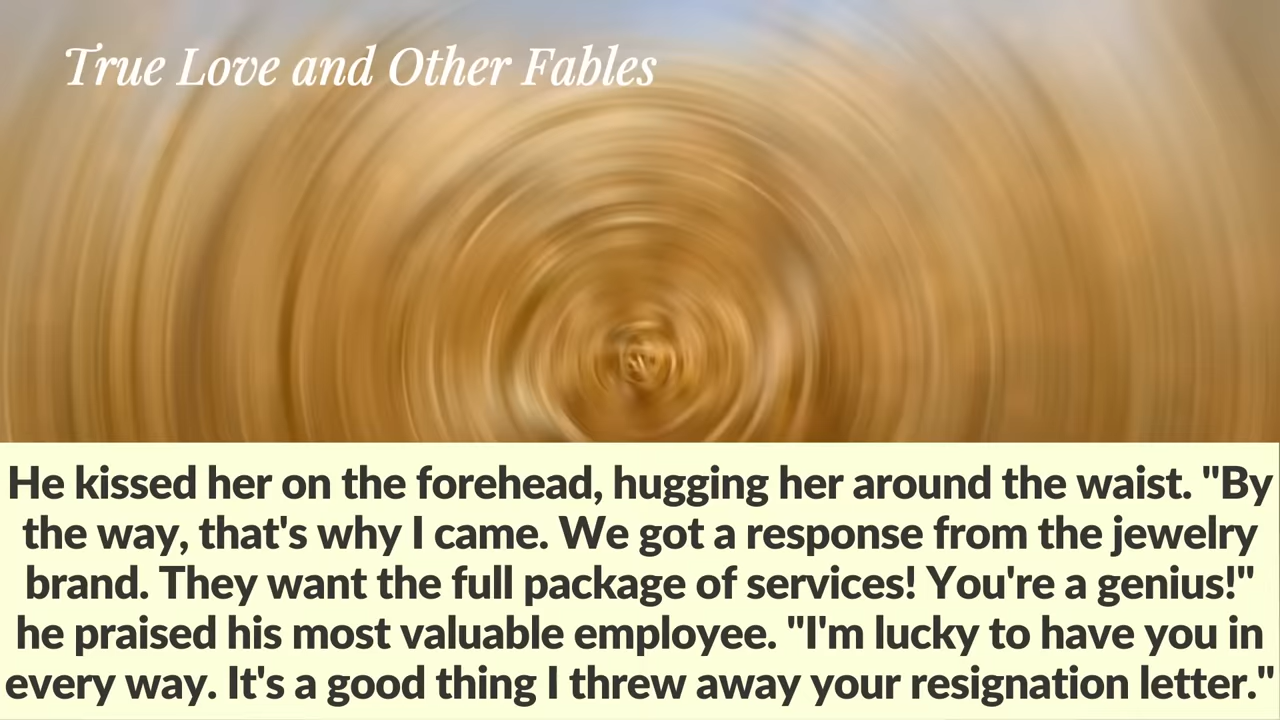 True Love and Other Fables
He kissed her on the forehead, hugging her around the waist. "By
the way, that's why I came. We got a response from the jewelry
brand. They want the full package of services! You're a genius!"
he praised his most valuable employee. "I'm lucky to have you in
every way. It's a good thing I threw away your resignation letter."